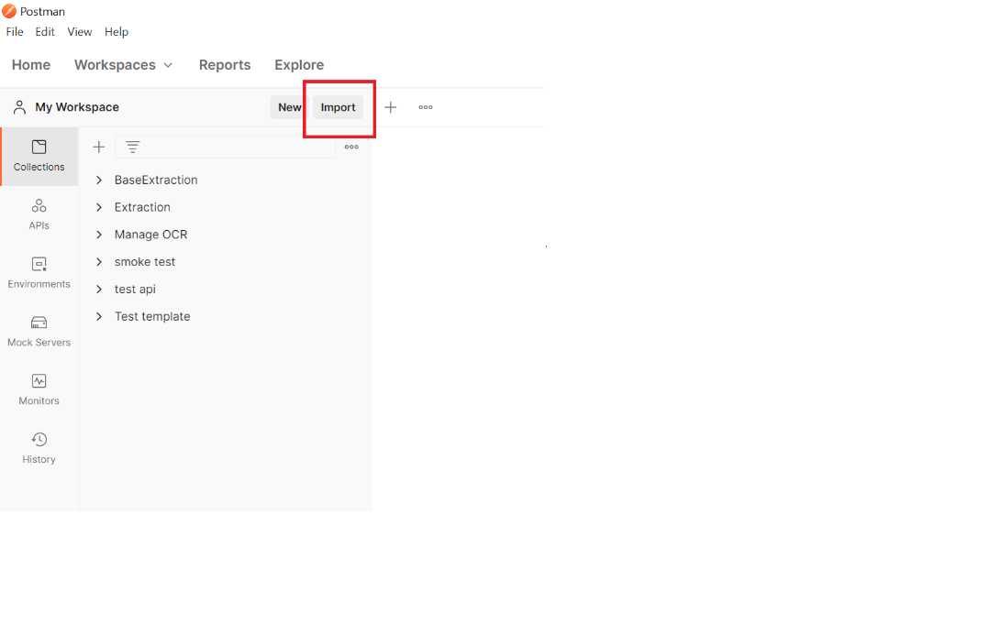 Postman
File Edit View Help
Home Workspaces Reports Explore
My Workspace New Import
Collections
BaseExtraction
Extraction
APIs
Manage OCR
smoke test
Environments
test api
Test template
Mock Servers
Monitors
History